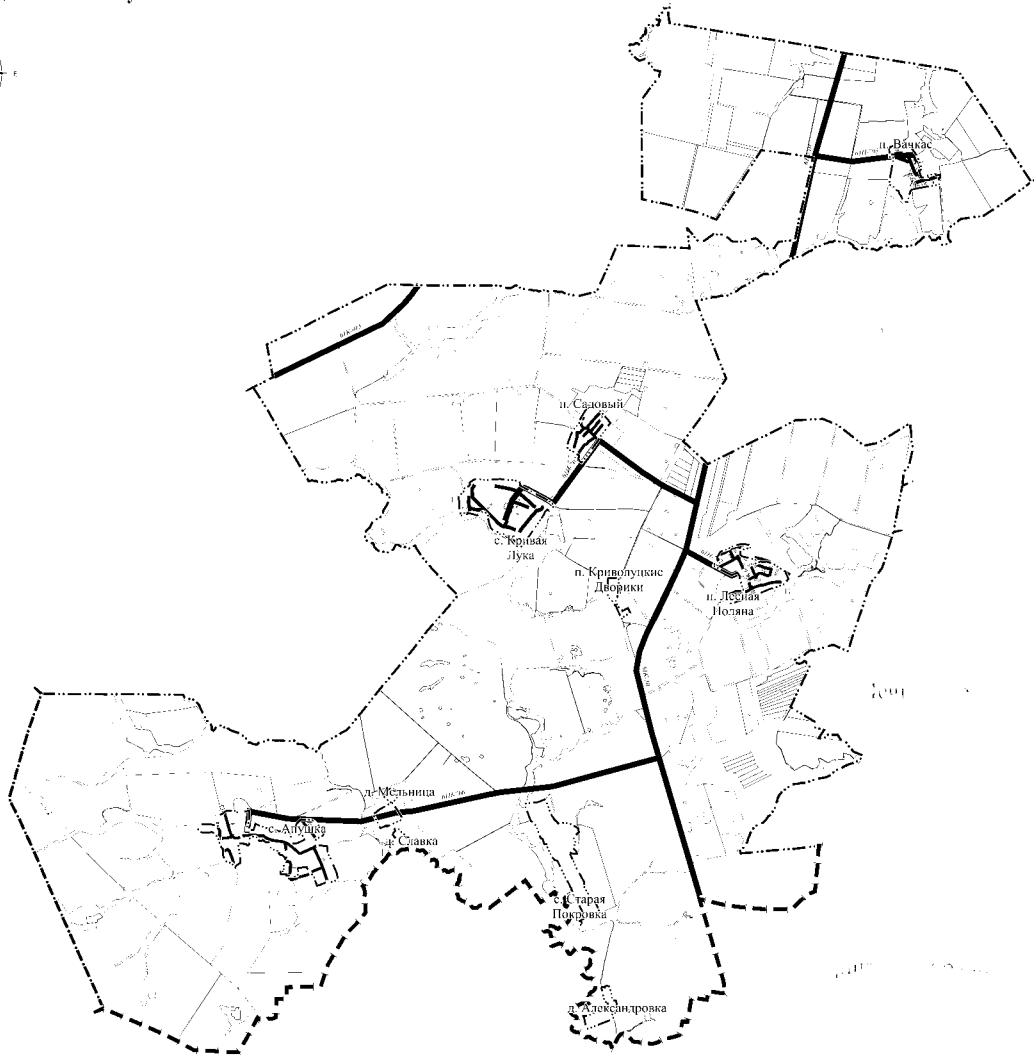 E
п. Вачкас
п. Садовый
с. Кривая
Лука
п. Криволуцкие
Дворики
п. Лесная
Поляна
д. Мельница
с. Апушка
д. Славка
с. Старая
Покровка
д. Александровка